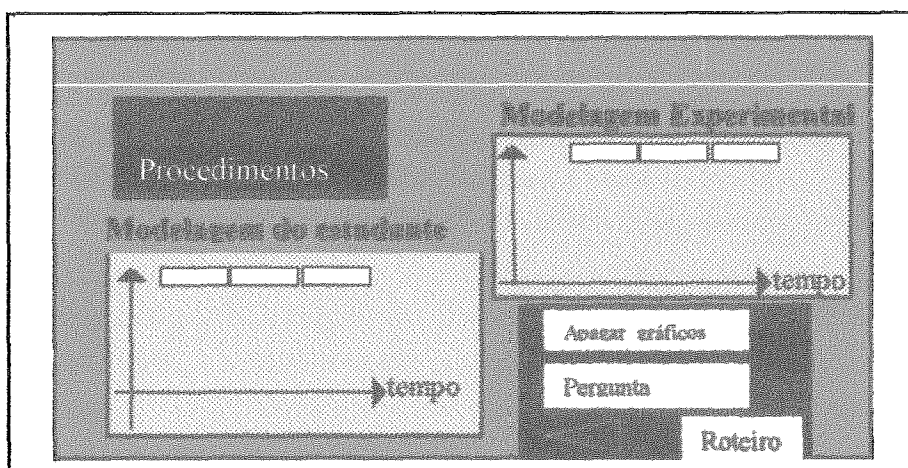 Modelagem Experimental
Procedimentos
tempo
Modelagem do estudante
tempo
Apagar gráficos
Pergunta
Roteiro